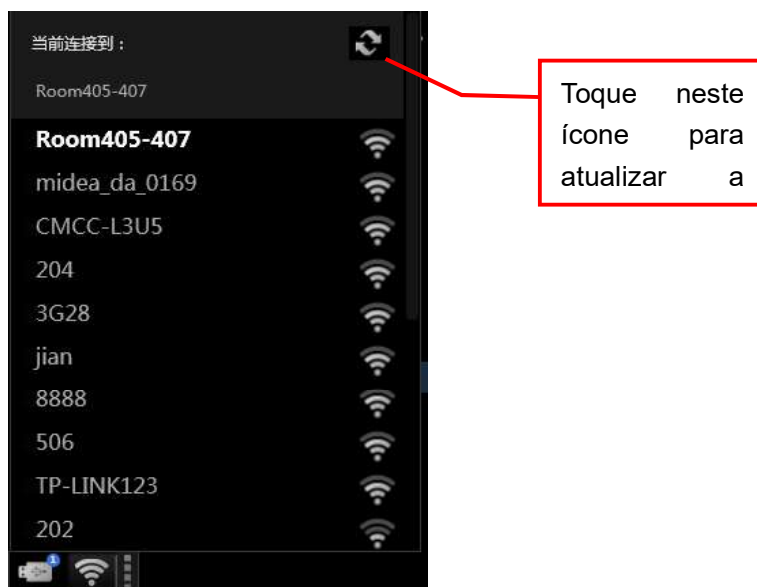 当前连接到：
Room405-407
Room405-407
midea_da_0169
CMCC-L3U5
204
3G28
jian
8888
506
TP-LINK123
202
1
Toque neste
ícone para
atualizar a